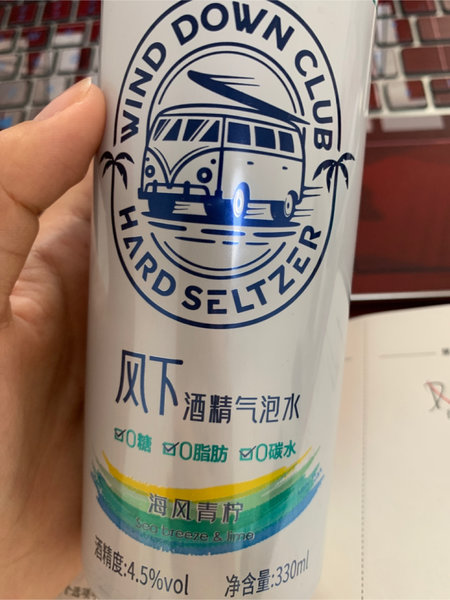 WIND DOWN CLUB
HARD SELTZER
风下 酒精气泡水
0糖 0脂肪 0碳水
海风青柠
Sea breeze & lime
酒精度:4.5%vol 净含量:330ml